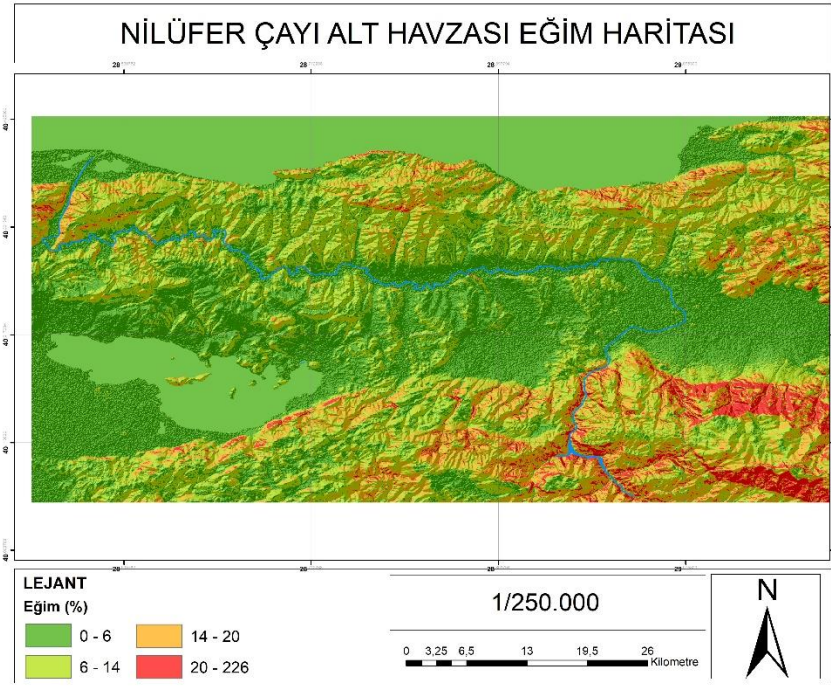 NİLÜFER ÇAYI ALT HAVZASI EĞİM HARİTASI
LEJANT
Eğim (%)
0 - 6
14 - 20
6 - 14
20 - 226
1/250.000
0 3,25 6,5 13 19,5 26
Kilometre
N